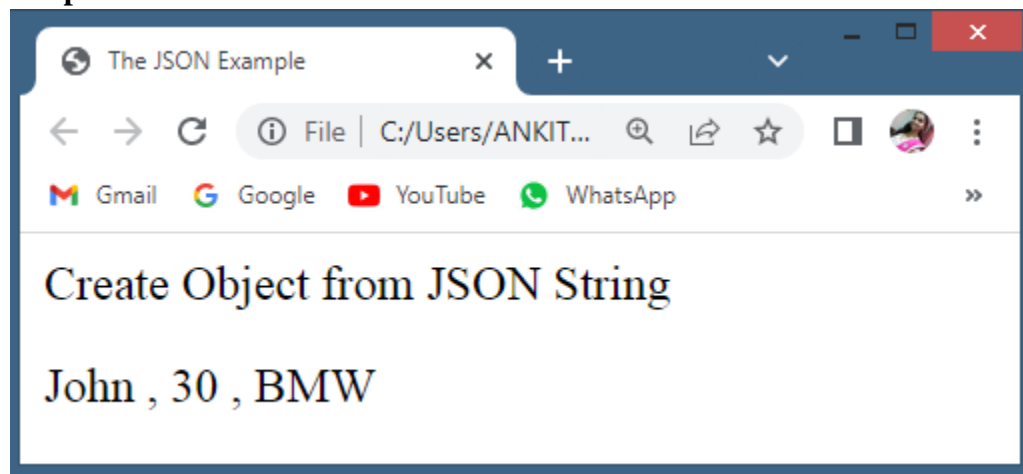 The JSON Example
File C:/Users/ANKIT...
Gmail Google YouTube WhatsApp
Create Object from JSON String
John , 30 , BMW